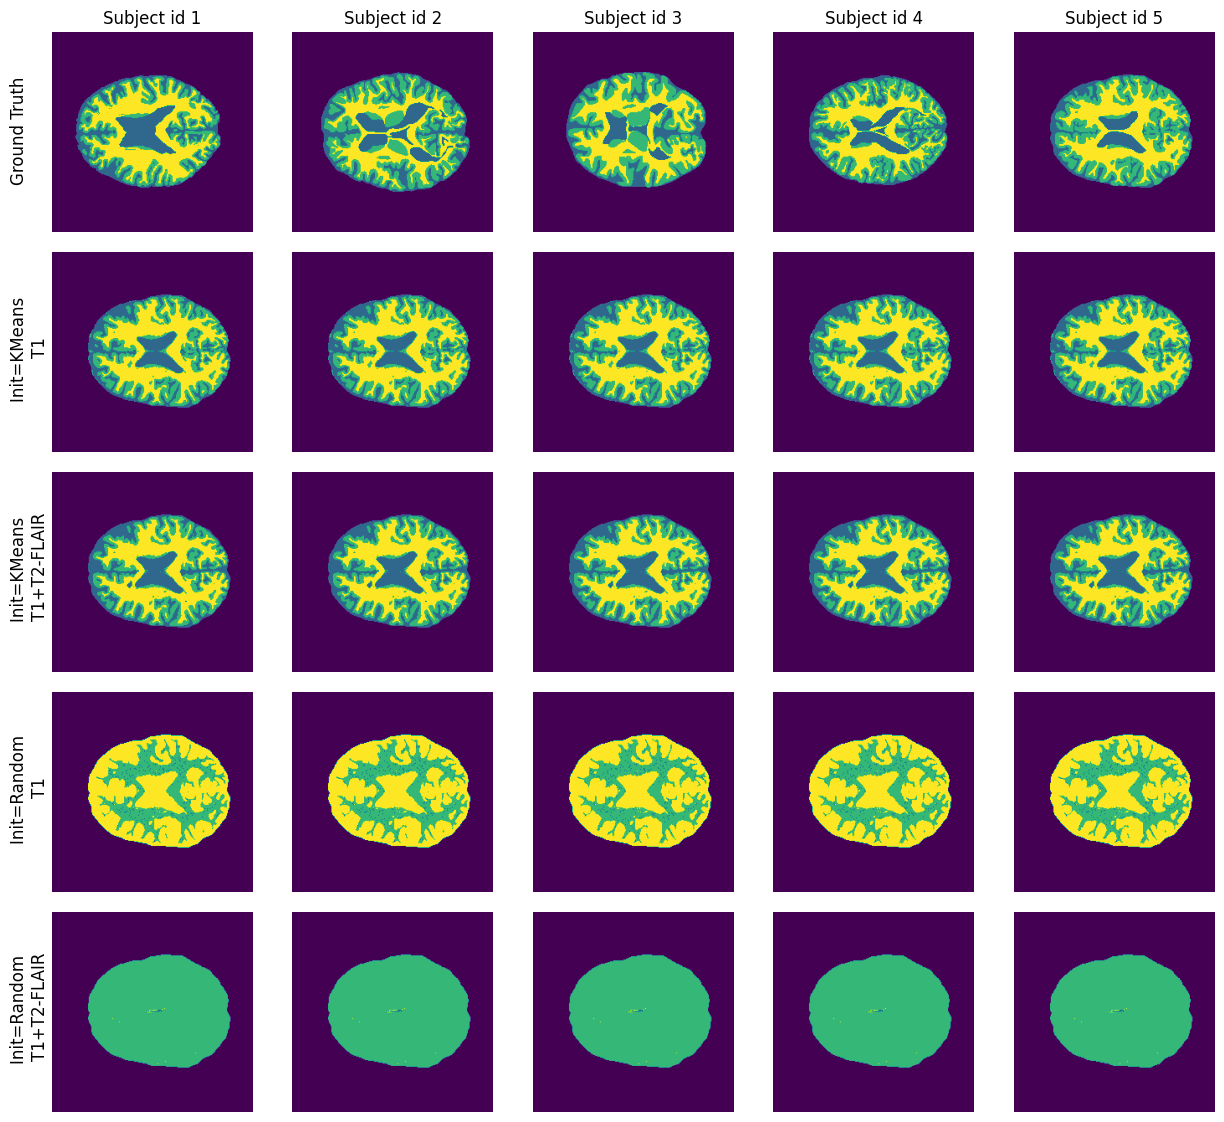 Subject id 1
Subject id 2
Subject id 3
Subject id 4
Subject id 5
Ground Truth
Init=KMeans
T1
Init=KMeans
T1+T2-FLAIR
Init=Random
T1
Init=Random
T1+T2-FLAIR